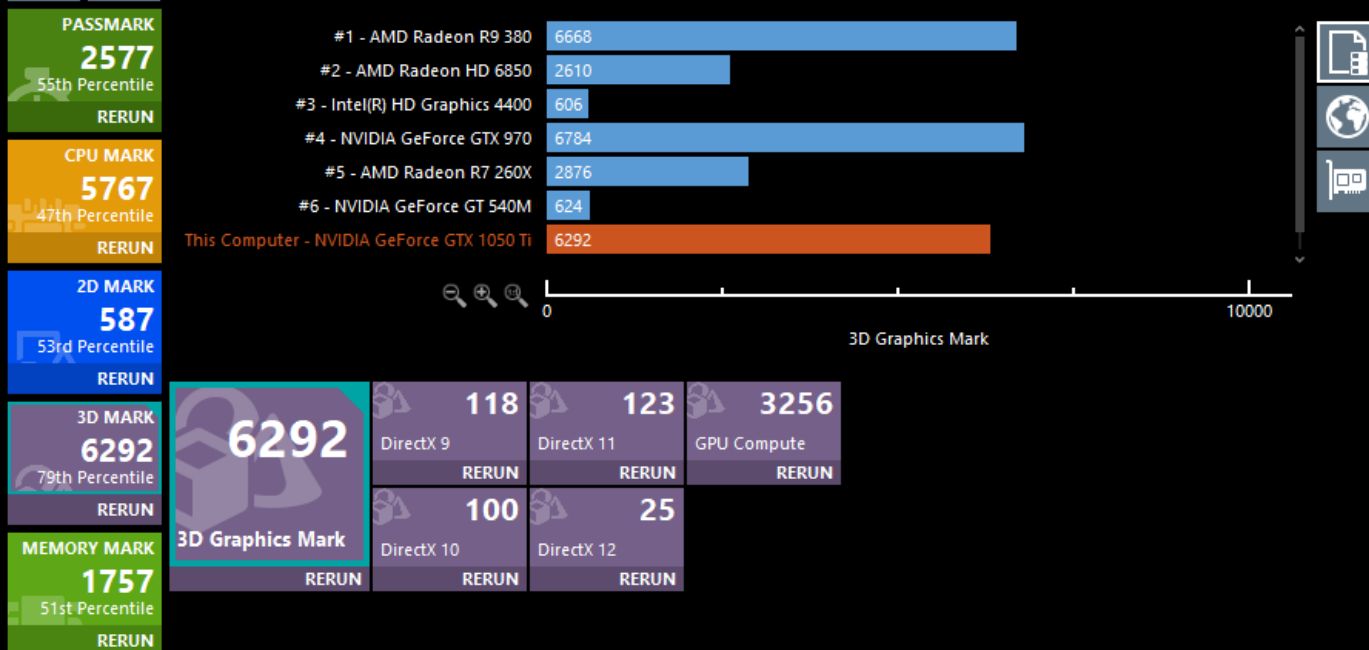 PASSMARK
2577
55th Percentile
RERUN
CPU MARK
5767
47th Percentile
RERUN
2D MARK
587
53rd Percentile
RERUN
3D MARK
6292
79th Percentile
RERUN
MEMORY MARK
1757
51st Percentile
RERUN
#1 - AMD Radeon R9 380 6668
#2 - AMD Radeon HD 6850 2610
#3 - Intel(R) HD Graphics 4400 606
#4 - NVIDIA GeForce GTX 970 6784
#5 - AMD Radeon R7 260X 2876
#6 - NVIDIA GeForce GT 540M 624
This Computer - NVIDIA GeForce GTX 1050 Ti 6292
0 10000
3D Graphics Mark
6292
3D Graphics Mark
RERUN
118
DirectX 9
RERUN
123
DirectX 11
RERUN
3256
GPU Compute
RERUN
100
DirectX 10
RERUN
25
DirectX 12
RERUN